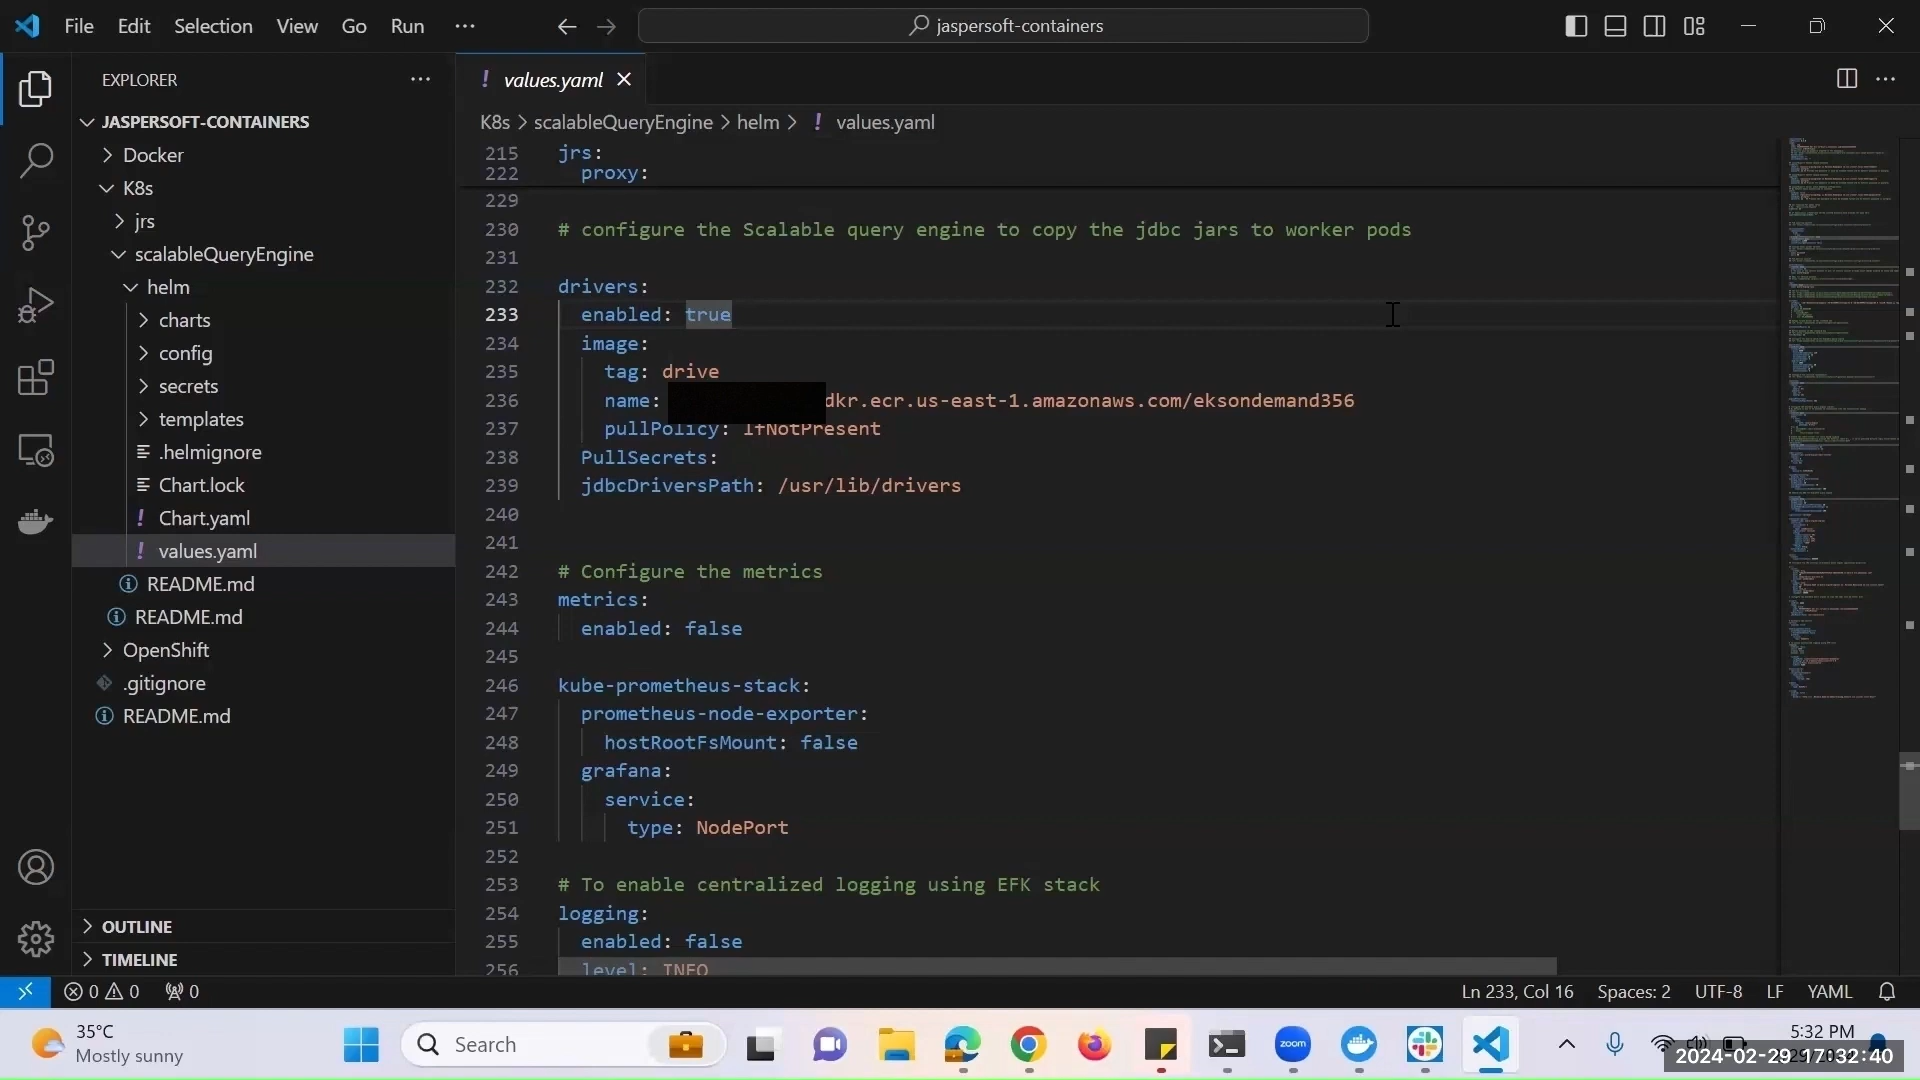 File Edit Selection View Go Run ...
jaspersoft-containers
EXPLORER
JASPERSOFT-CONTAINERS
Docker
K8s
jrs
scalableQueryEngine
helm
charts
config
secrets
templates
.helmignore
Chart.lock
! Chart.yaml
! values.yaml
README.md
README.md
OpenShift
.gitignore
README.md
OUTLINE
TIMELINE
! values.yaml
K8s > scalableQueryEngine > helm > ! values.yaml
215 jrs:
222 proxy:
229
230 # configure the Scalable query engine to copy the jdbc jars to worker pods
231
232 drivers:
233 enabled: true
234 image:
235 tag: drive
236 name: dkr.ecr.us-east-1.amazonaws.com/eksondemand356
237 pullPolicy: IfNotPresent
238 PullSecrets:
239 jdbcDriversPath: /usr/lib/drivers
240
241
242 # Configure the metrics
243 metrics:
244 enabled: false
245
246 kube-prometheus-stack:
247 prometheus-node-exporter:
248 hostRootFsMount: false
249 grafana:
250 service:
251 type: NodePort
252
253 # To enable centralized logging using EFK stack
254 logging:
255 enabled: false
256 level: INFO
0 0 0
Ln 233, Col 16 Spaces: 2 UTF-8 LF YAML
35°C
Mostly sunny
Search
zoom
5:32 PM
2024-02-29 17:32:40